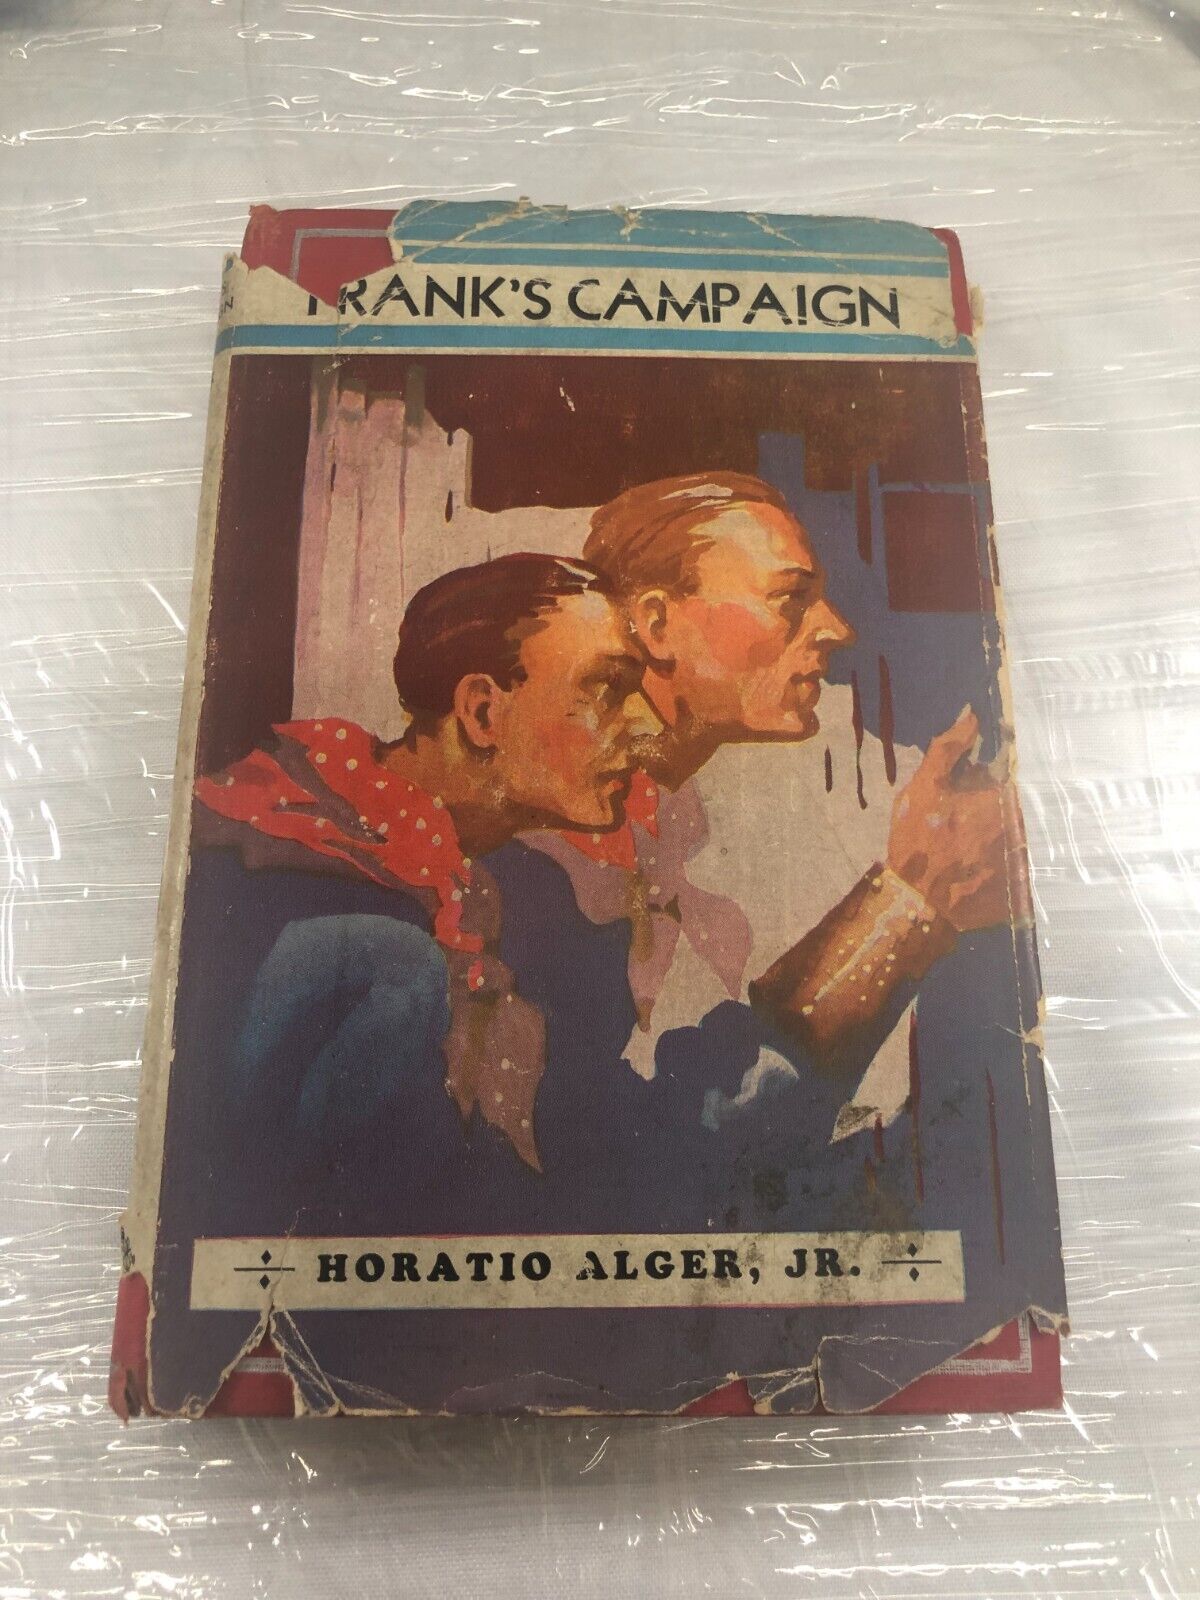 FRANK'S CAMPAIGN
HORATIO ALGER, JR.